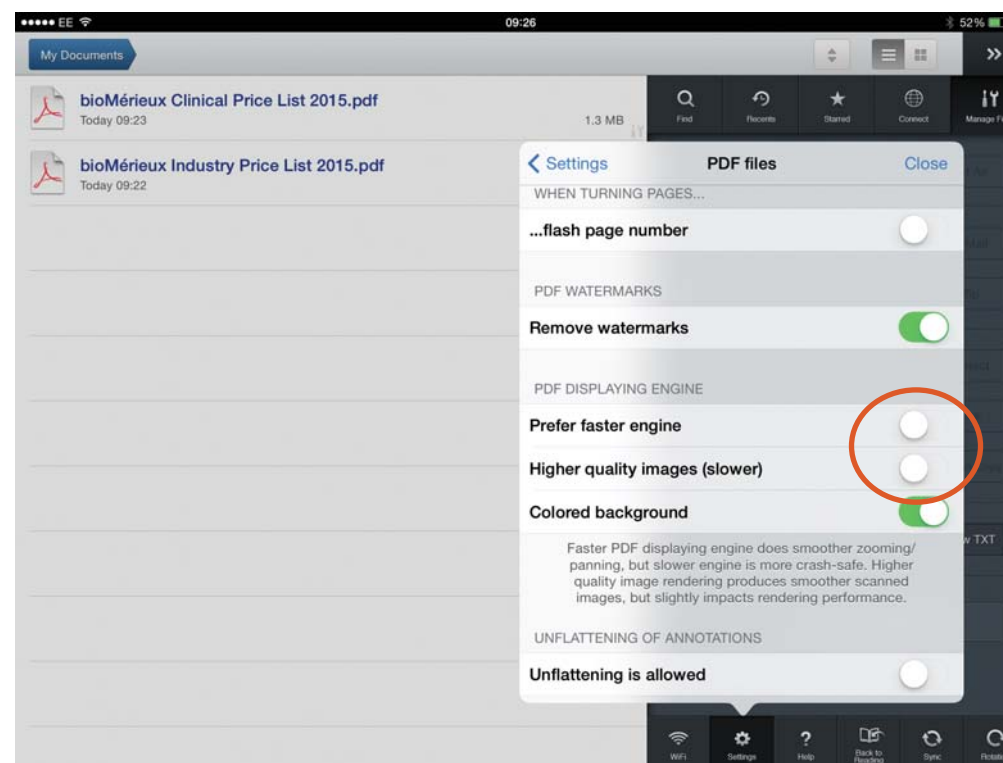 EE 09:26 52%
My Documents
bioMérieux Clinical Price List 2015.pdf
Today 09:23 1.3 MB
Find Recents Starred Connect
bioMérieux Industry Price List 2015.pdf
Today 09:22
Settings PDF files Close
WHEN TURNING PAGES...
...flash page number
PDF WATERMARKS
Remove watermarks
PDF DISPLAYING ENGINE
Prefer faster engine
Higher quality images (slower)
Colored background
Faster PDF displaying engine does smoother zooming/
panning, but slower engine is more crash-safe. Higher
quality image rendering produces smoother scanned
images, but slightly impacts rendering performance.
TXT
UNFLATTENING OF ANNOTATIONS
Unflattening is allowed
WiFi Settings Help Back to Reading Sync